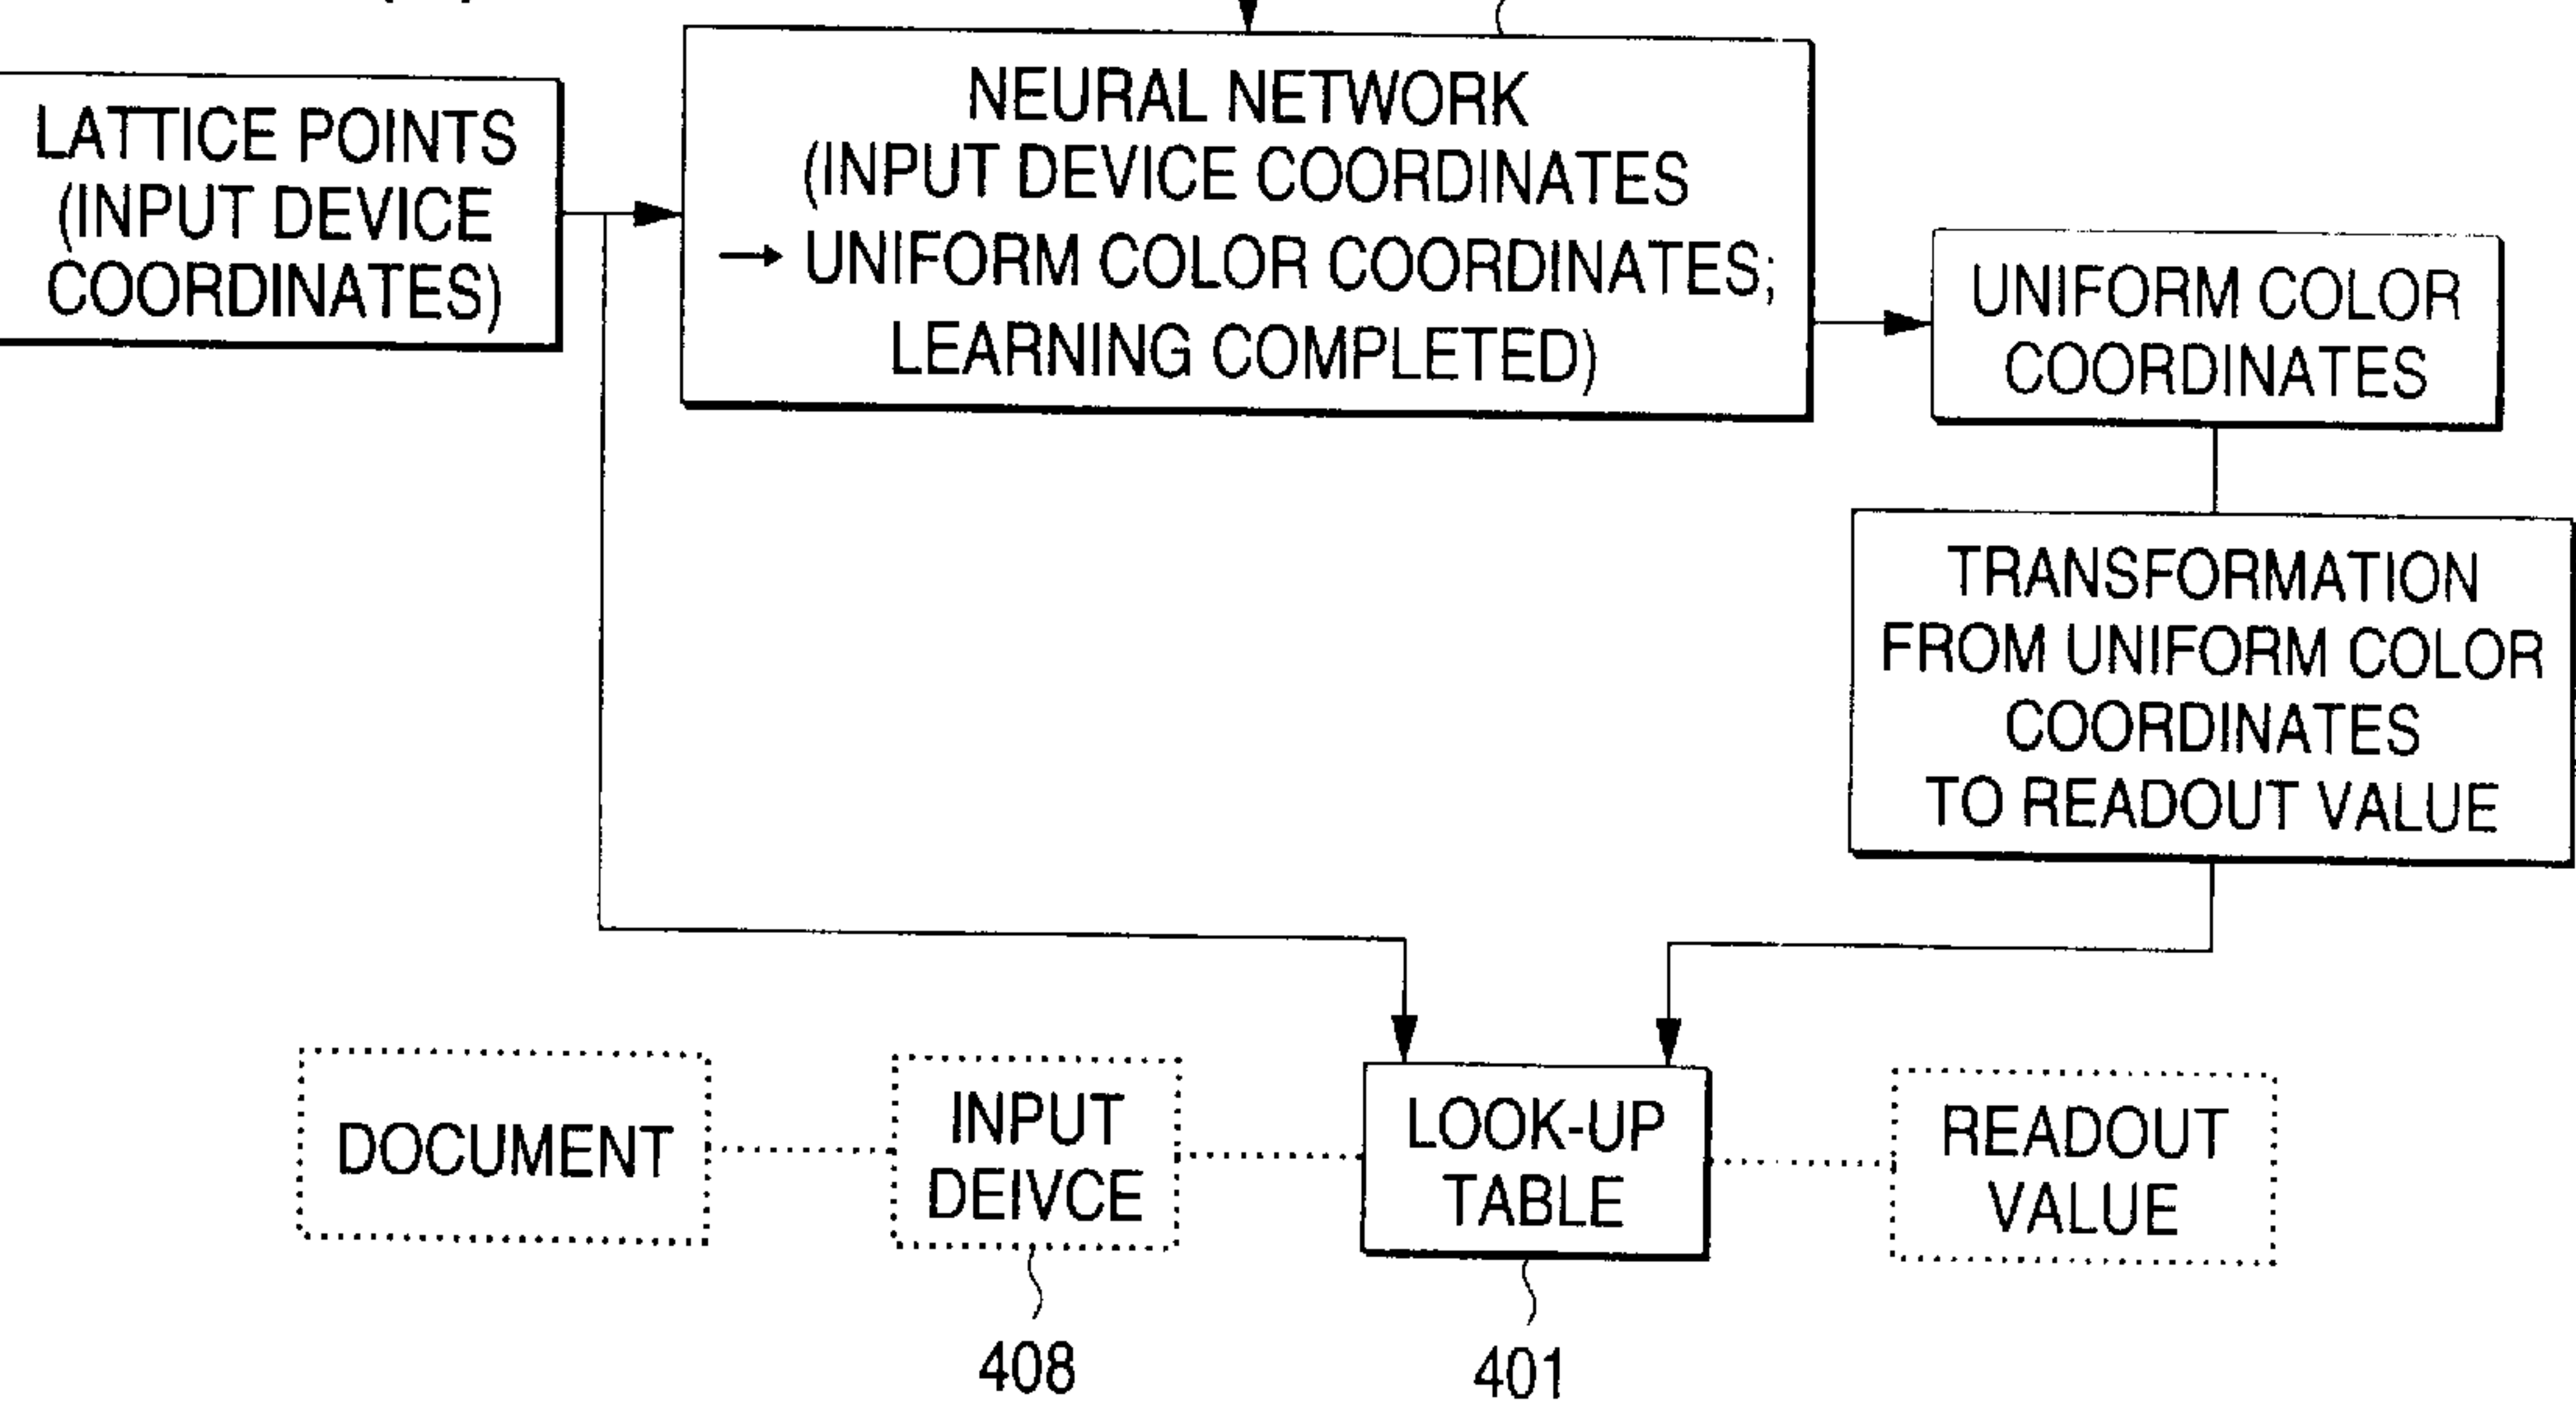 LATTICE POINTS
(INPUT DEVICE
COORDINATES)
NEURAL NETWORK
(INPUT DEVICE COORDINATES
→ UNIFORM COLOR COORDINATES;
LEARNING COMPLETED)
UNIFORM COLOR
COORDINATES
TRANSFORMATION
FROM UNIFORM COLOR
COORDINATES
TO READOUT VALUE
DOCUMENT
INPUT
DEIVCE
LOOK-UP
TABLE
READOUT
VALUE
408
401